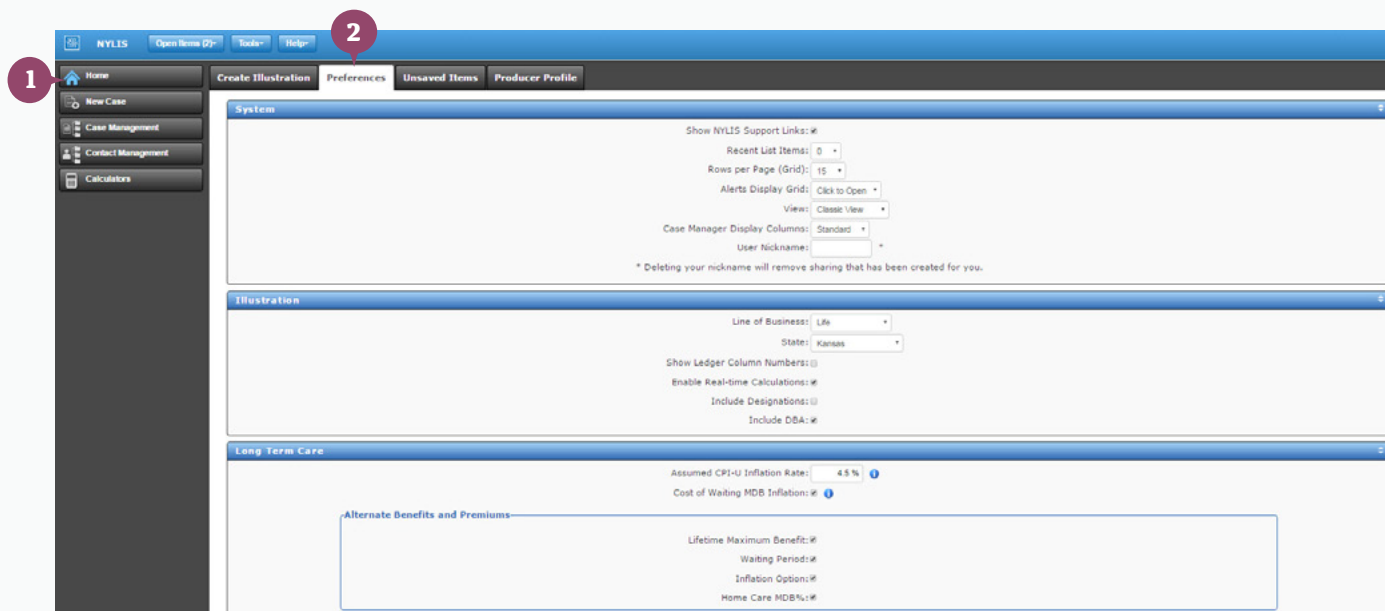 2
NYLIS Open Items (2) Tools Help
1
Home
Create Illustration Preferences Unsaved Items Producer Profile
New Case
Case Management
Contact Management
Calculators
System
Show NYLIS Support Links:
Recent List Items: 0
Rows per Page (Grid): 15
Alerts Display Grid: Click to Open
View: Classic View
Case Manager Display Columns: Standard
User Nickname: *
* Deleting your nickname will remove sharing that has been created for you.
Illustration
Line of Business: Life
State: Kansas
Show Ledger Column Numbers:
Enable Real-time Calculations:
Include Designations:
Include DBA:
Long Term Care
Assumed CPI-U Inflation Rate: 4.5 %
Cost of Waiting MDB Inflation:
Alternate Benefits and Premiums
Lifetime Maximum Benefit:
Waiting Period:
Inflation Option:
Home Care MDB%: